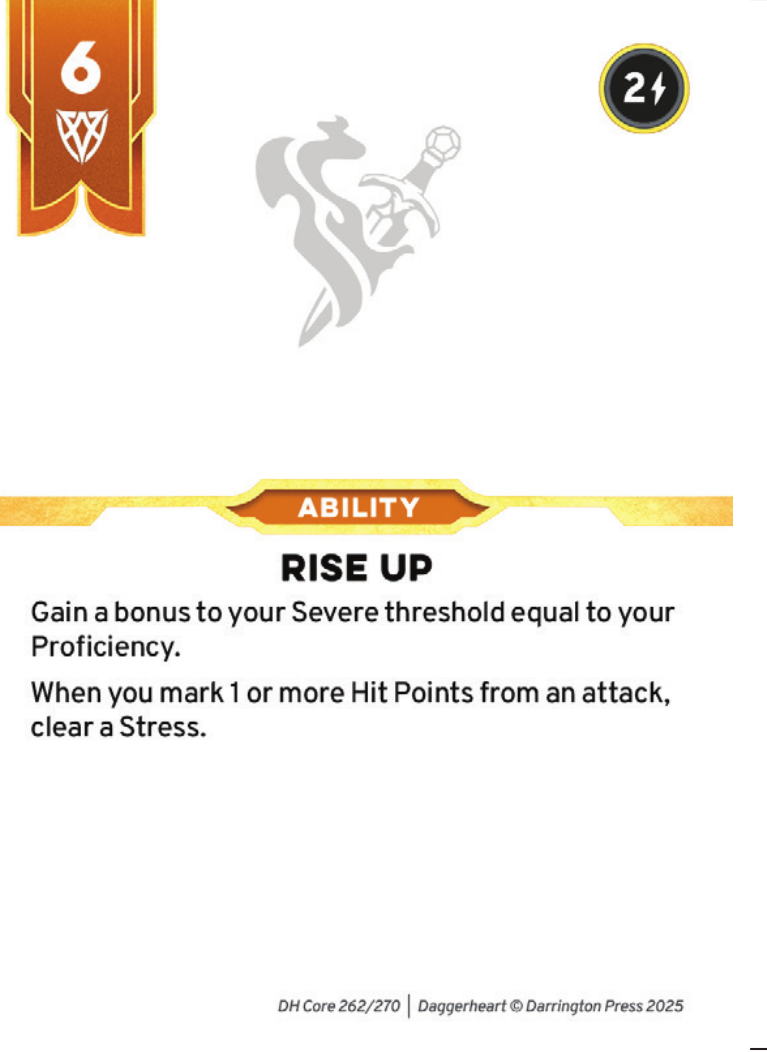 6
2
ABILITY
RISE UP
Gain a bonus to your Severe threshold equal to your
Proficiency.
When you mark 1 or more Hit Points from an attack,
clear a Stress.
DH Core 262/270 | Daggerheart © Darrington Press 2025